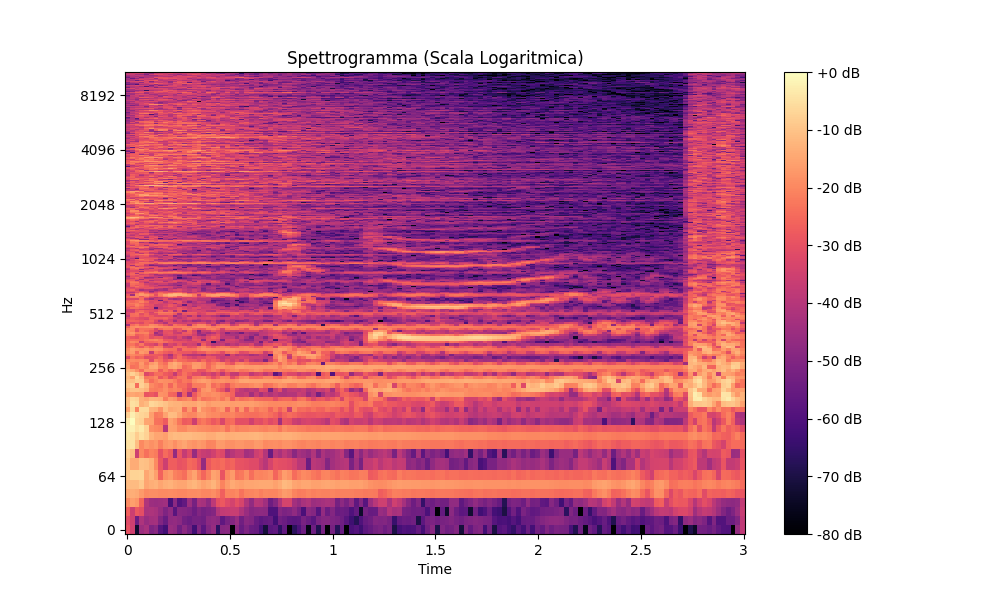 Spettrogramma (Scala Logaritmica)
Hz
8192
4096
2048
1024
512
256
128
64
0
0 0.5 1 1.5 2 2.5 3
Time
+0 dB
-10 dB
-20 dB
-30 dB
-40 dB
-50 dB
-60 dB
-70 dB
-80 dB